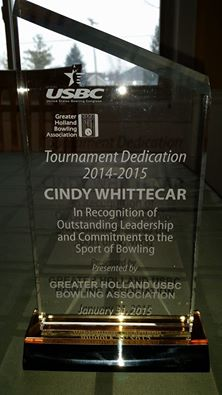 USBC
United States Bowling Congress
Greater
Holland
Bowling
Association
Tournament Dedication
2014-2015
CINDY WHITTECAR
In Recognition of
Outstanding Leadership
and Commitment to the
Sport of Bowling
Presented by
GREATER HOLLAND USBC
BOWLING ASSOCIATION
January 31, 2015